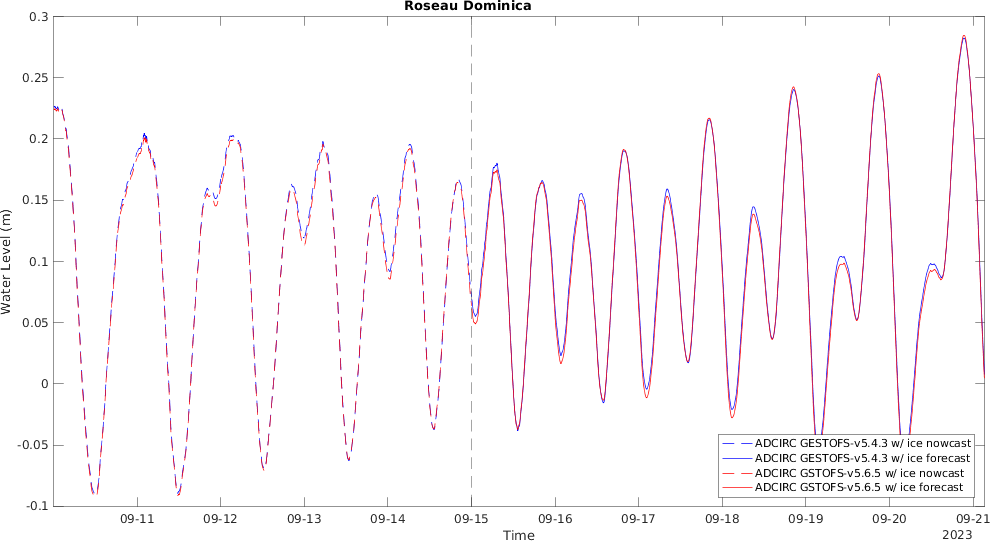 Roseau Dominica
0.3
0.25
0.2
0.15
0.1
0.05
0
-0.05
-0.1
Water Level (m)
ADCIRC GESTOFS-v5.4.3 w/ ice nowcast
ADCIRC GESTOFS-v5.4.3 w/ ice forecast
ADCIRC GSTOFS-v5.6.5 w/ ice nowcast
ADCIRC GSTOFS-v5.6.5 w/ ice forecast
09-11 09-12 09-13 09-14 09-15 09-16 09-17 09-18 09-19 09-20 09-21
Time
2023